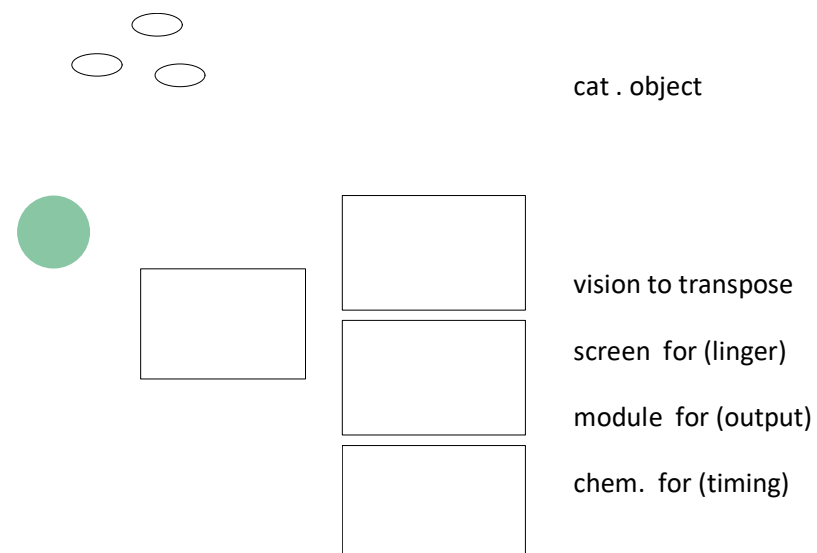 cat . object
vision to transpose
screen  for (linger)
module  for (output)
chem.  for (timing)